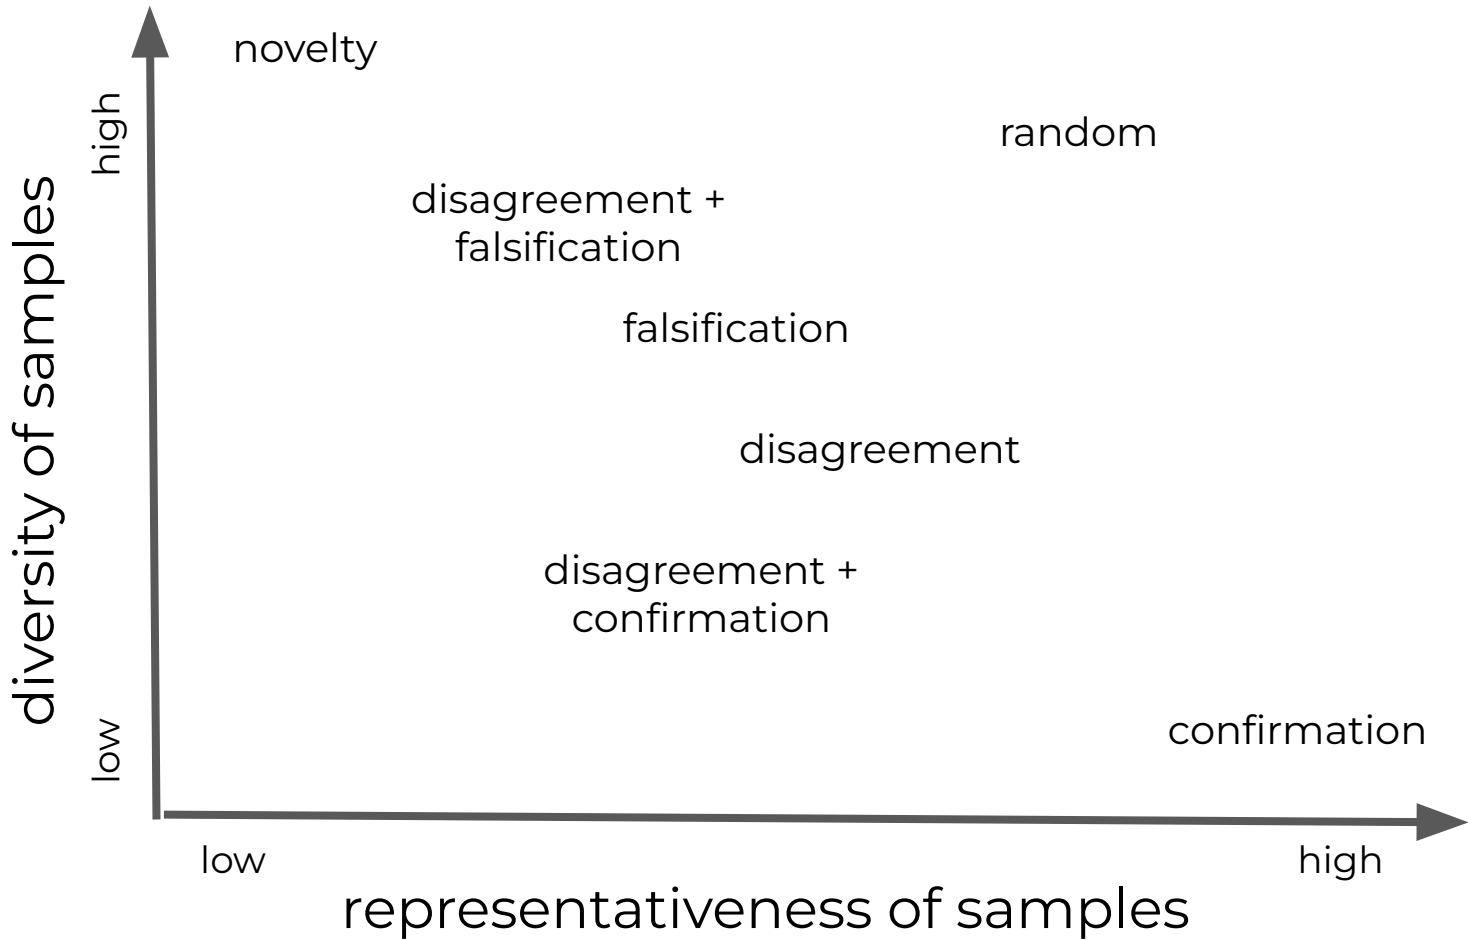 novelty
high
random
disagreement +
falsification
falsification
diversity of samples
disagreement
disagreement +
confirmation
low
confirmation
low
high
representativeness of samples